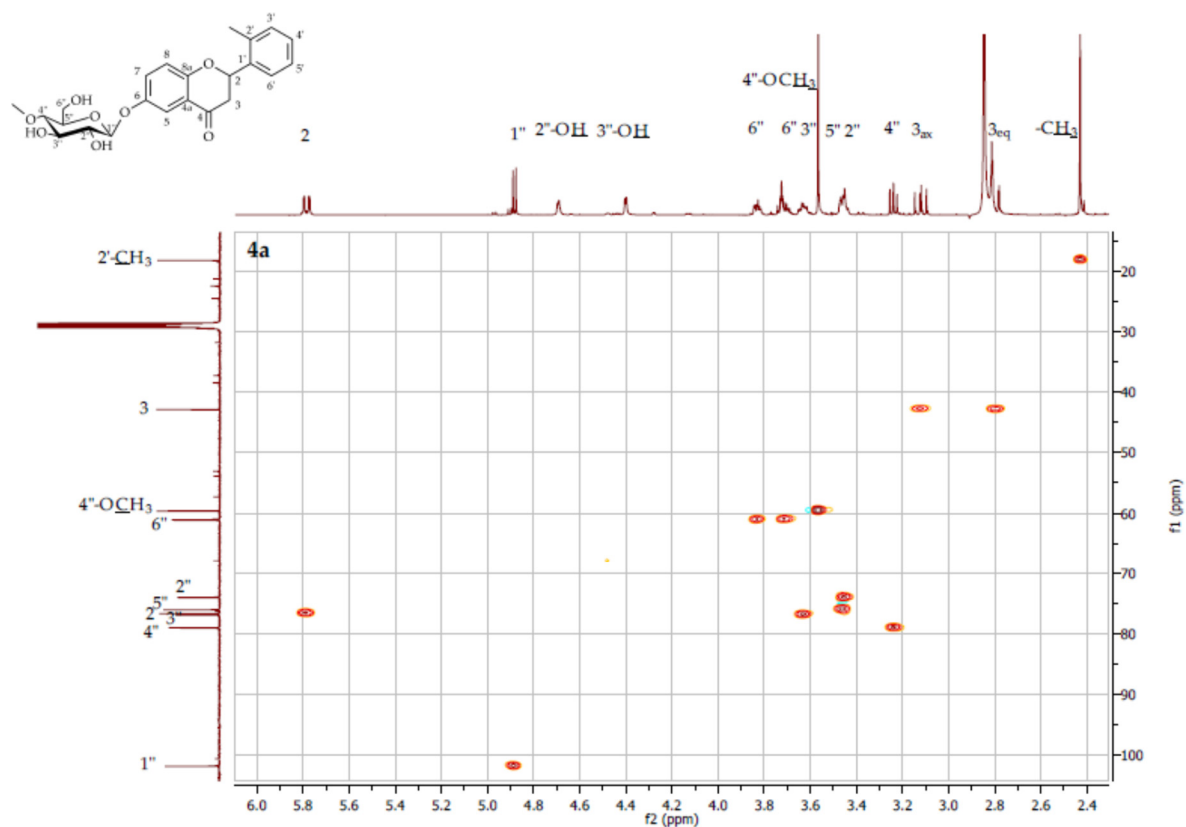 2' 3'
4'
5'
6'
1'
8 8a O 2
7
6 4a 4 3
5 O
6" OH
4" 5" O
O
HO 3" 2" OH 1" O
4"-OCH3
2 1" 2"-OH 3"-OH 6" 6" 3" 5" 2" 4" 3ax 3eq -CH3
4a
2'-CH3
3
4"-OCH3
6"
2"
5"
2
3"
4"
1"
20
30
40
50
60
70
80
90
100
f1 (ppm)
6.0 5.8 5.6 5.4 5.2 5.0 4.8 4.6 4.4 4.2 4.0 3.8 3.6 3.4 3.2 3.0 2.8 2.6 2.4
f2 (ppm)